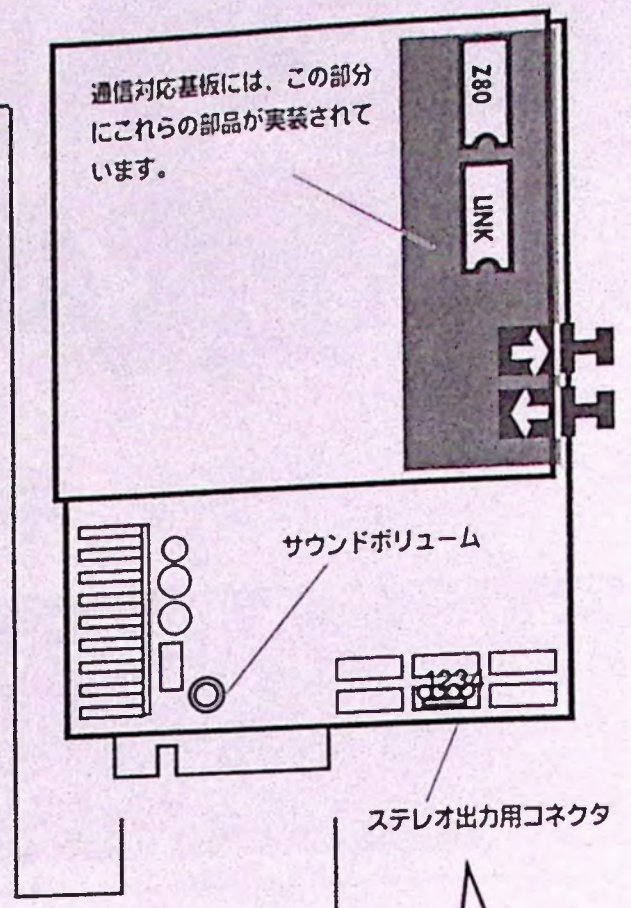 通信対応基板には、この部分
にこれらの部品が実装されて
います。
Z80
LINK
サウンドボリューム
1234
ステレオ出力用コネクタ